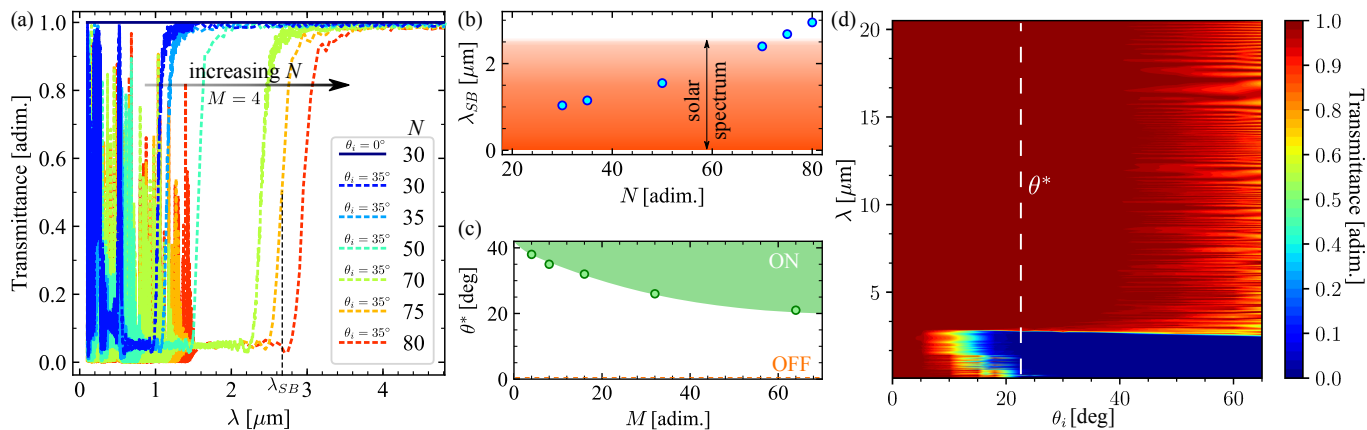 (a)
1.0
0.8
0.6
0.4
0.2
0.0
Transmittance [adim.]
increasing N
M = 4
N
θi = 0° 30
θi = 35° 30
θi = 35° 35
θi = 35° 50
θi = 35° 70
θi = 35° 75
θi = 35° 80
0 1 2 λSB 3 4
λ [μm]
(b)
2
0
λSB [μm]
solar
spectrum
20 40 60 80
N [adim.]
(c)
40
20
0
θ* [deg]
ON
OFF
0 20 40 60
M [adim.]
(d)
20
15
10
5
λ [μm]
θ*
0 20 40 60
θi [deg]
1.0
0.9
0.8
0.7
0.6
0.5
0.4
0.3
0.2
0.1
0.0
Transmittance [adim.]